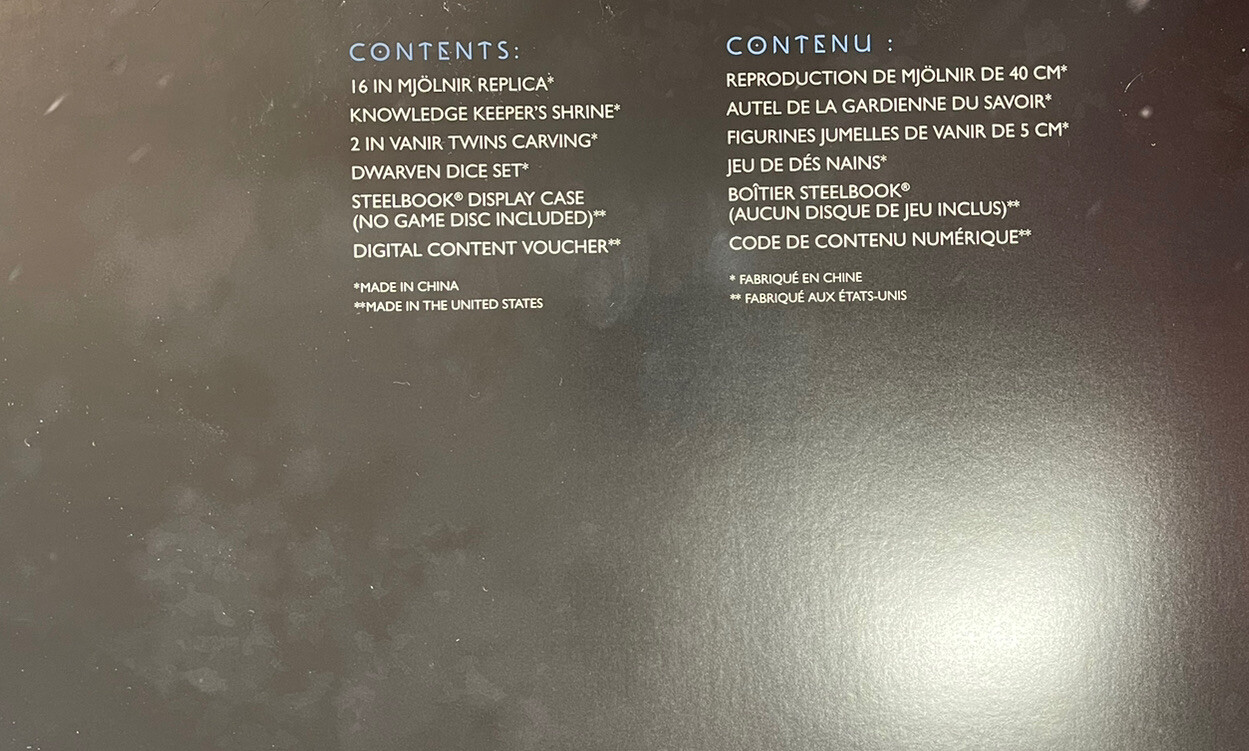 CONTENTS:
16 IN MJÖLNIR REPLICA*
KNOWLEDGE KEEPER'S SHRINE*
2 IN VANIR TWINS CARVING*
DWARVEN DICE SET*
STEELBOOK® DISPLAY CASE
(NO GAME DISC INCLUDED)**
DIGITAL CONTENT VOUCHER**
*MADE IN CHINA
**MADE IN THE UNITED STATES
CONTENU :
REPRODUCTION DE MJÖLNIR DE 40 CM*
AUTEL DE LA GARDIENNE DU SAVOIR*
FIGURINES JUMELLES DE VANIR DE 5 CM*
JEU DE DÉS NAINS*
BOÎTIER STEELBOOK®
(AUCUN DISQUE DE JEU INCLUS)**
CODE DE CONTENU NUMÉRIQUE**
* FABRIQUÉ EN CHINE
** FABRIQUÉ AUX ÉTATS-UNIS